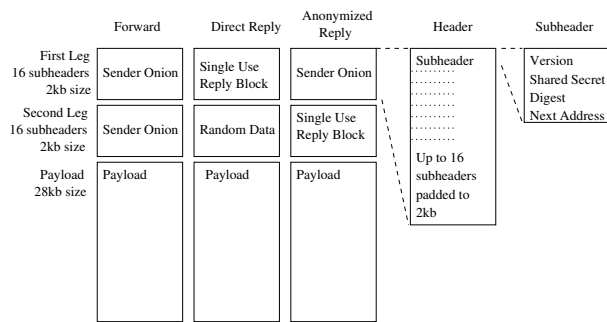 Forward
Direct Reply
Anonymized
Reply
Header
Subheader
First Leg
16 subheaders
2kb size
Sender Onion
Single Use
Reply Block
Sender Onion
Subheader
Up to 16
subheaders
padded to
2kb
Version
Shared Secret
Digest
Next Address
Second Leg
16 subheaders
2kb size
Sender Onion
Random Data
Single Use
Reply Block
Payload
28kb size
Payload
Payload
Payload